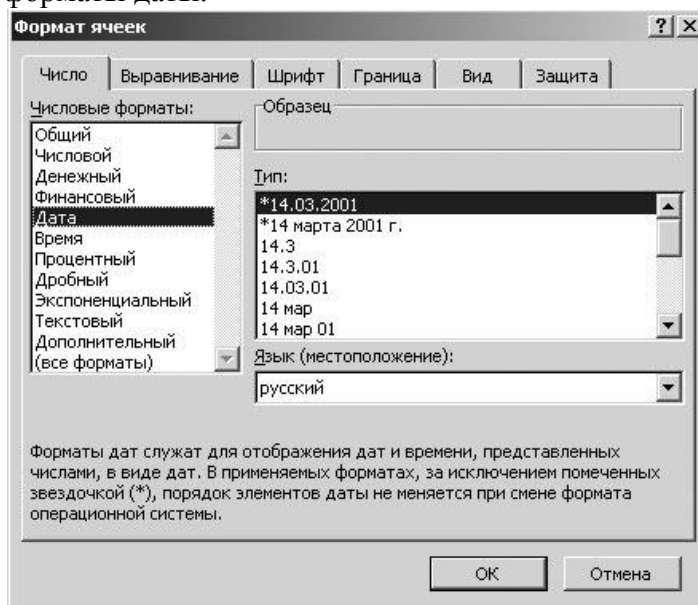 форматы даты.
Формат ячеек
Число Выравнивание Шрифт Граница Вид Защита
Числовые форматы:
Общий
Числовой
Денежный
Финансовый
Дата
Время
Процентный
Дробный
Экспоненциальный
Текстовый
Дополнительный
(все форматы)
Образец
Тип:
*14.03.2001
*14 марта 2001 г.
14.3
14.3.01
14.03.01
14 мар
14 мар 01
Язык (местоположение):
русский
Форматы дат служат для отображения дат и времени, представленных
числами, в виде дат. В применяемых форматах, за исключением помеченных
звездочкой (*), порядок элементов даты не меняется при смене формата
операционной системы.
ОК Отмена